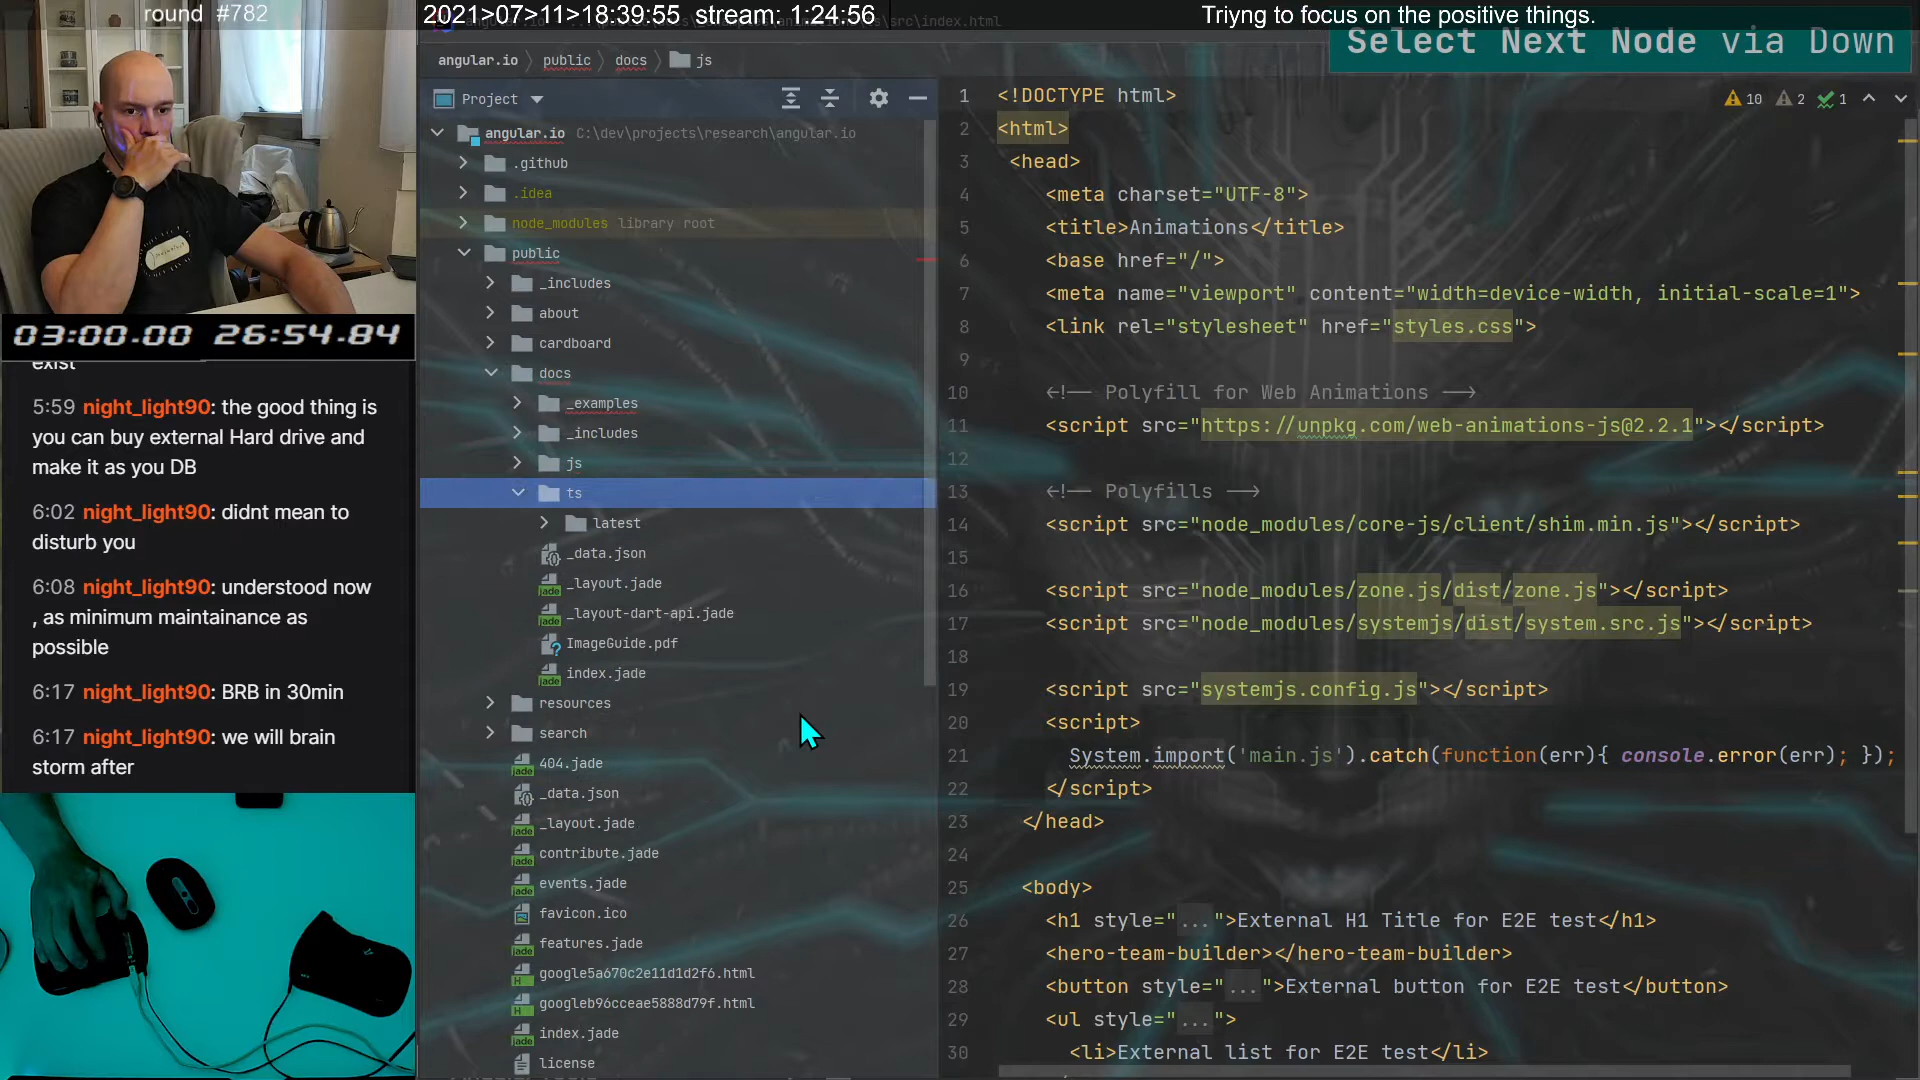 round #782
2021>07>11>18:39:55 stream: 1:24:56
Triyng to focus on the positive things.
Select Next Node via Down
angular.io
public
docs
js
Project
10
2
1
angular.io C:\dev\projects\research\angular.io
.github
.idea
node_modules library root
public
_includes
about
cardboard
docs
_examples
_includes
js
ts
latest
_data.json
_layout.jade
_layout-dart-api.jade
ImageGuide.pdf
index.jade
resources
search
404.jade
_data.json
_layout.jade
contribute.jade
events.jade
favicon.ico
features.jade
google5a670c2e11d1d2f6.html
googleb96cceae5888d79f.html
index.jade
license
03:00.00 26:54.84
exist
5:59 night_light90: the good thing is
you can buy external Hard drive and
make it as you DB
6:02 night_light90: didnt mean to
disturb you
6:08 night_light90: understood now
, as minimum maintainance as
possible
6:17 night_light90: BRB in 30min
6:17 night_light90: we will brain
storm after
1 <!DOCTYPE html>
2 <html>
3 <head>
4 <meta charset="UTF-8">
5 <title>Animations</title>
6 <base href="/">
7 <meta name="viewport" content="width=device-width, initial-scale=1">
8 <link rel="stylesheet" href="styles.css">
9
10 <!-- Polyfill for Web Animations -->
11 <script src="https://unpkg.com/web-animations-js@2.2.1"></script>
12
13 <!-- Polyfills -->
14 <script src="node_modules/core-js/client/shim.min.js"></script>
15
16 <script src="node_modules/zone.js/dist/zone.js"></script>
17 <script src="node_modules/systemjs/dist/system.src.js"></script>
18
19 <script src="systemjs.config.js"></script>
20 <script>
21 System.import('main.js').catch(function(err){ console.error(err); });
22 </script>
23 </head>
24
25 <body>
26 <h1 style="...">External H1 Title for E2E test</h1>
27 <hero-team-builder></hero-team-builder>
28 <button style="...">External button for E2E test</button>
29 <ul style="...">
30 <li>External list for E2E test</li>